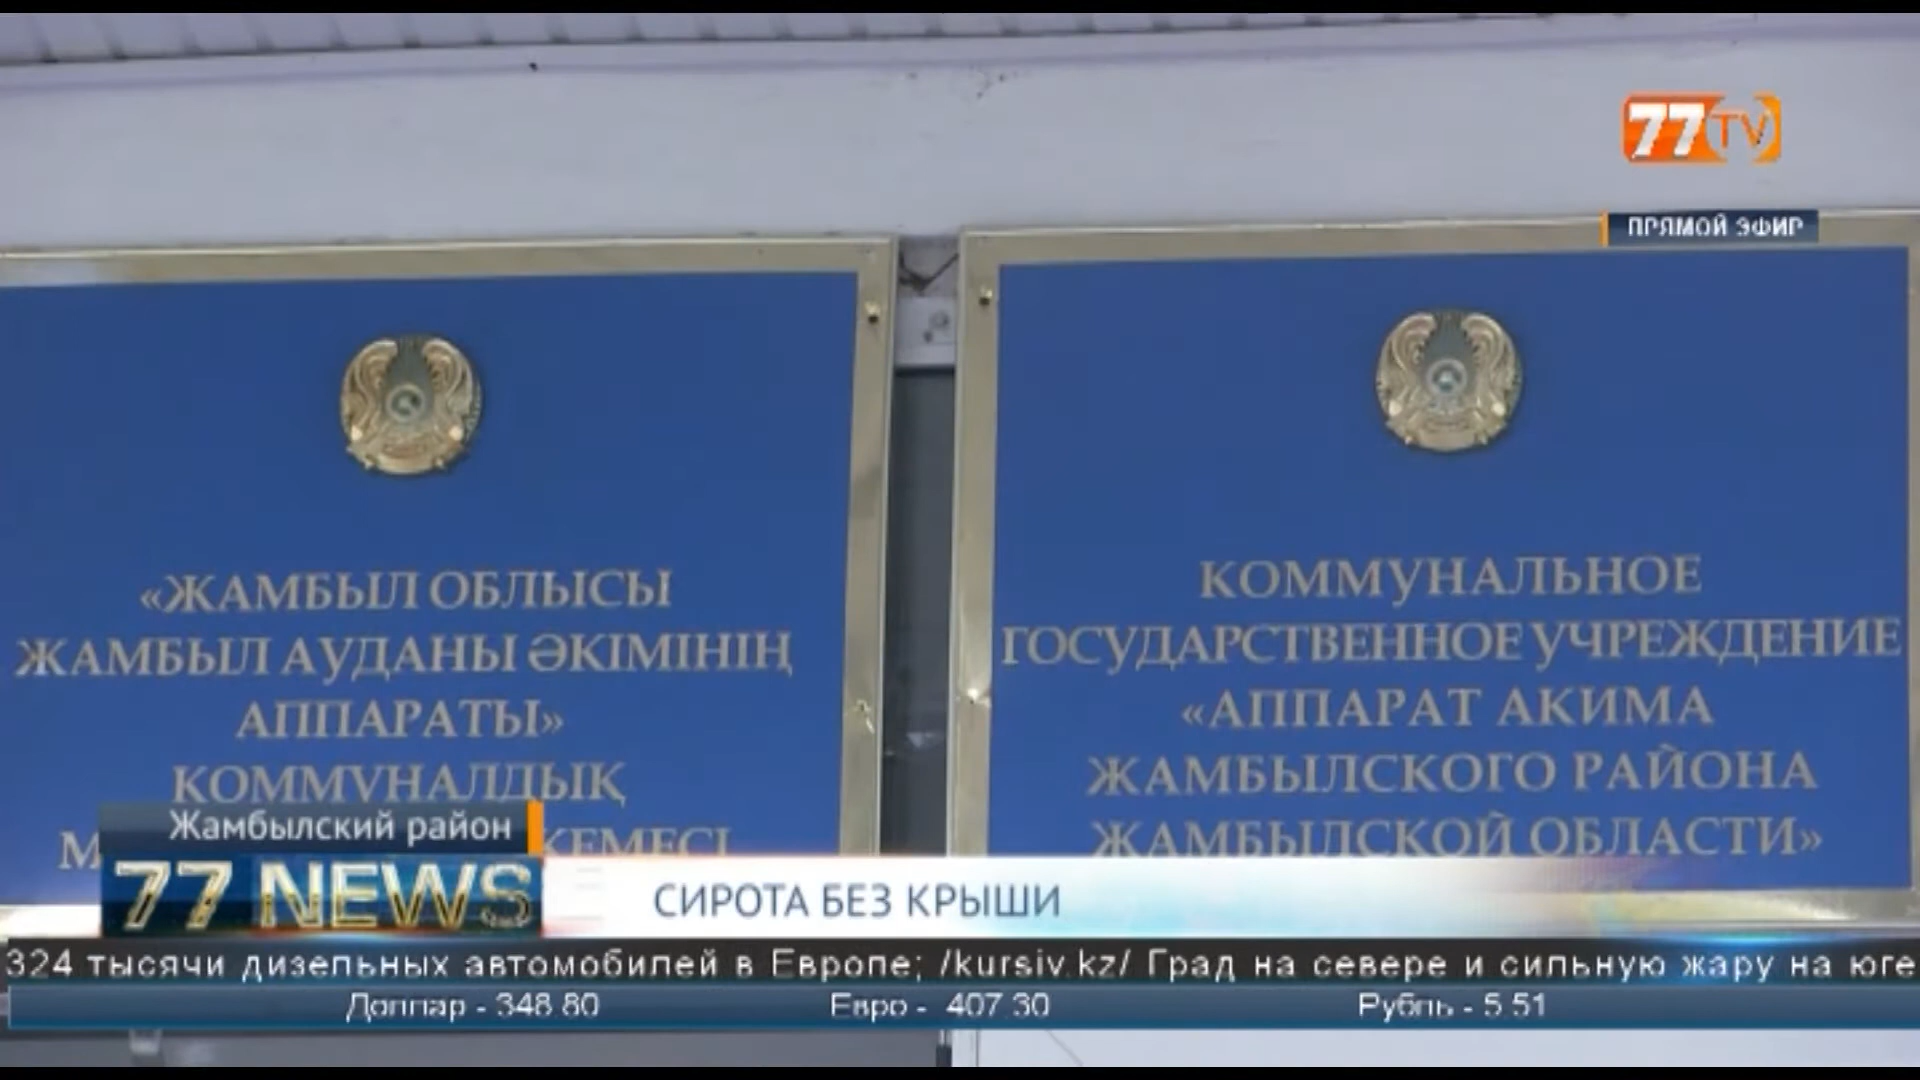 77 TV
ПРЯМОЙ ЭФИР
«ЖАМБЫЛ ОБЛЫСЫ
ЖАМБЫЛ АУДАНЫ ӘКІМІНІҢ
АППАРАТЫ»
КОММУНАЛДЫҚ
КОММУНАЛЬНОЕ
ГОСУДАРСТВЕННОЕ УЧРЕЖДЕНИЕ
«АППАРАТ АКИМА
ЖАМБЫЛСКОГО РАЙОНА
ЖАМБЫЛСКОЙ ОБЛАСТИ»
Жамбылский район
77 NEWS
СИРОТА БЕЗ КРЫШИ
324 тысячи дизельных автомобилей в Европе; /kursiv.kz/ Град на севере и сильную жару на юге
Доллар - 348.80 Евро - 407.30 Рубль - 5.51